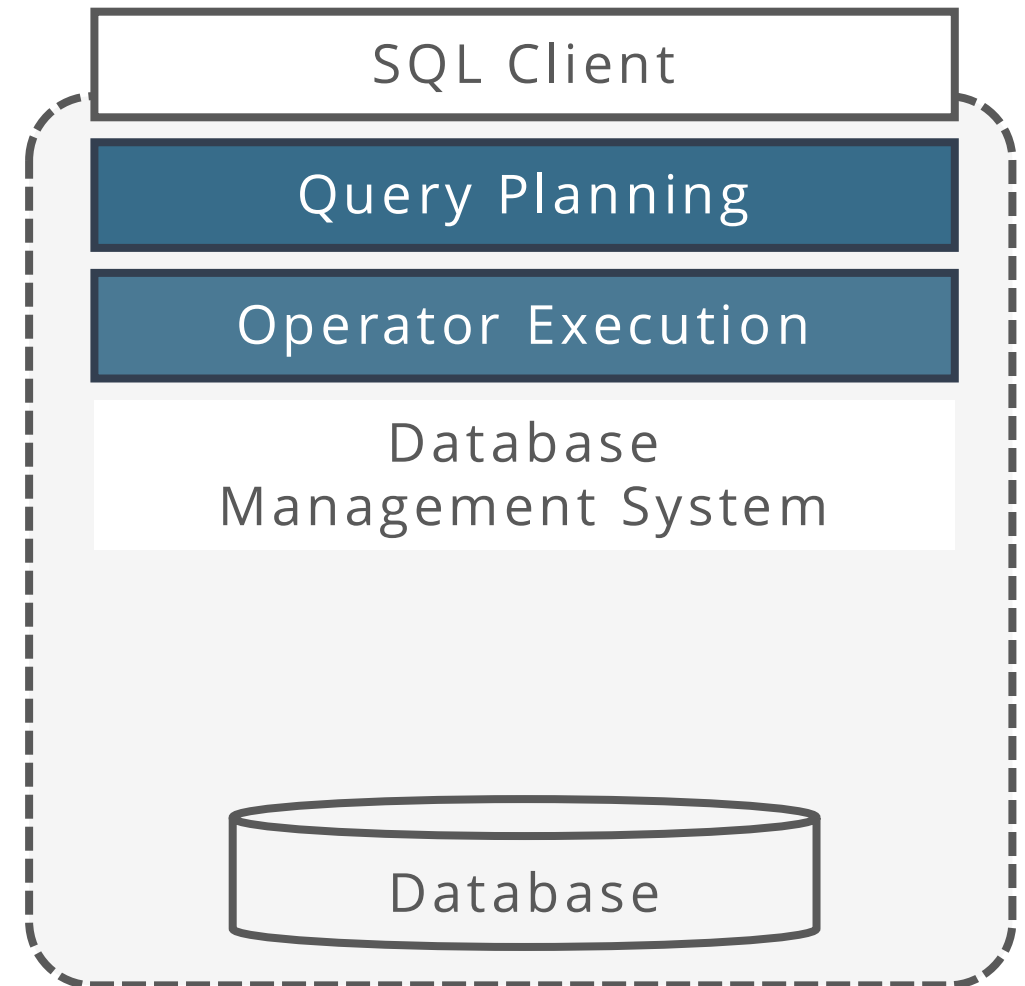 SQL Client
Query Planning
Operator Execution
Database
Management System
Database